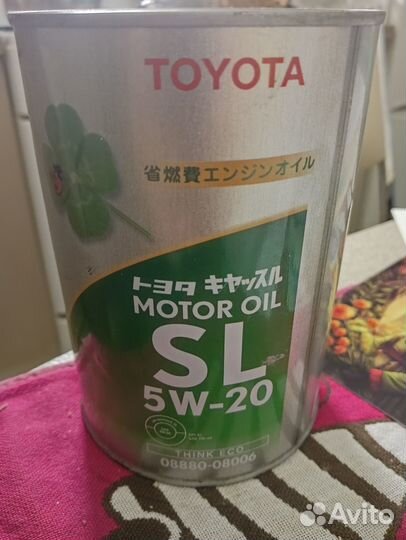 TOYOTA
省燃費エンジンオイル
トヨタ キヤッスル
MOTOR OIL
SL
5W-20
THINK ECO
08880-08006
Avito